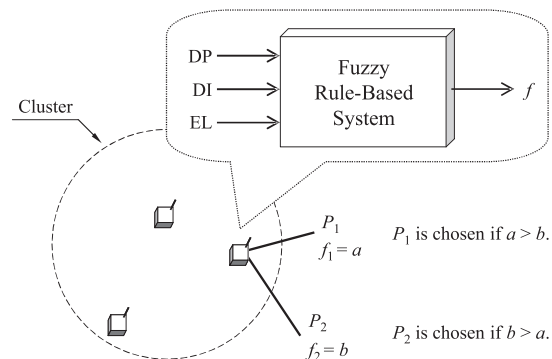 DP
DI
EL
Fuzzy
Rule-Based
System
f
Cluster
P1
f1 = a
P1 is chosen if a > b.
P2
f2 = b
P2 is chosen if b > a.